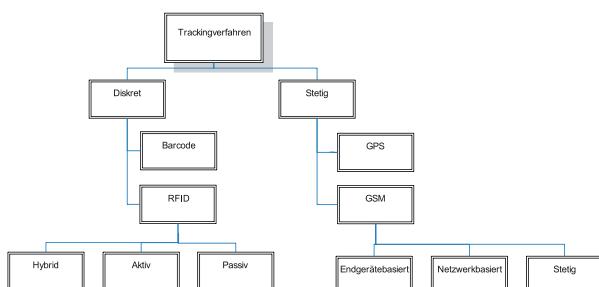 Trackingverfahren
Diskret
Stetig
Barcode
GPS
RFID
GSM
Hybrid
Aktiv
Passiv
Endgerätebasiert
Netzwerkbasiert
Stetig